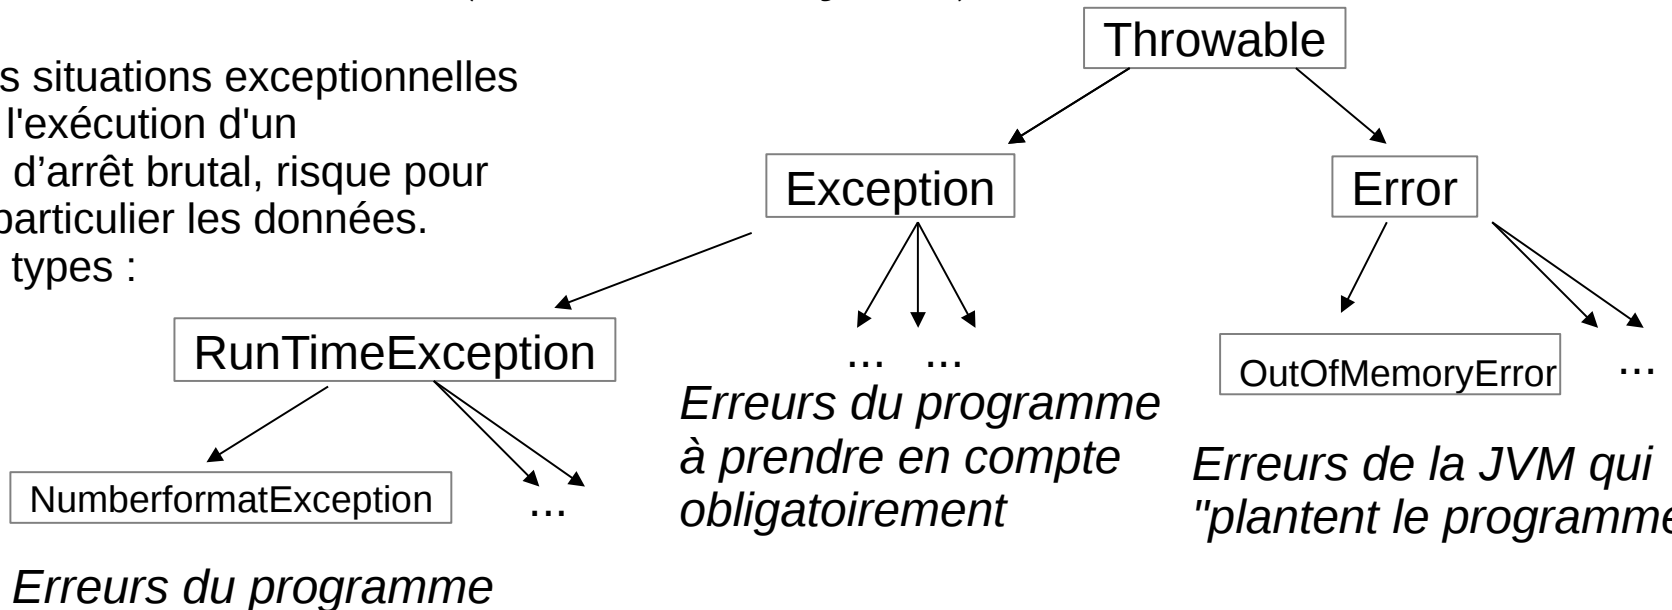 Throwable
s situations exceptionnelles
l'exécution d'un
d’arrêt brutal, risque pour
particulier les données.
types :
Exception
Error
RunTimeException
... ...
OutOfMemoryError
...
Erreurs du programme
à prendre en compte
obligatoirement
Erreurs de la JVM qui
"plantent le programme
NumberformatException
...
Erreurs du programme